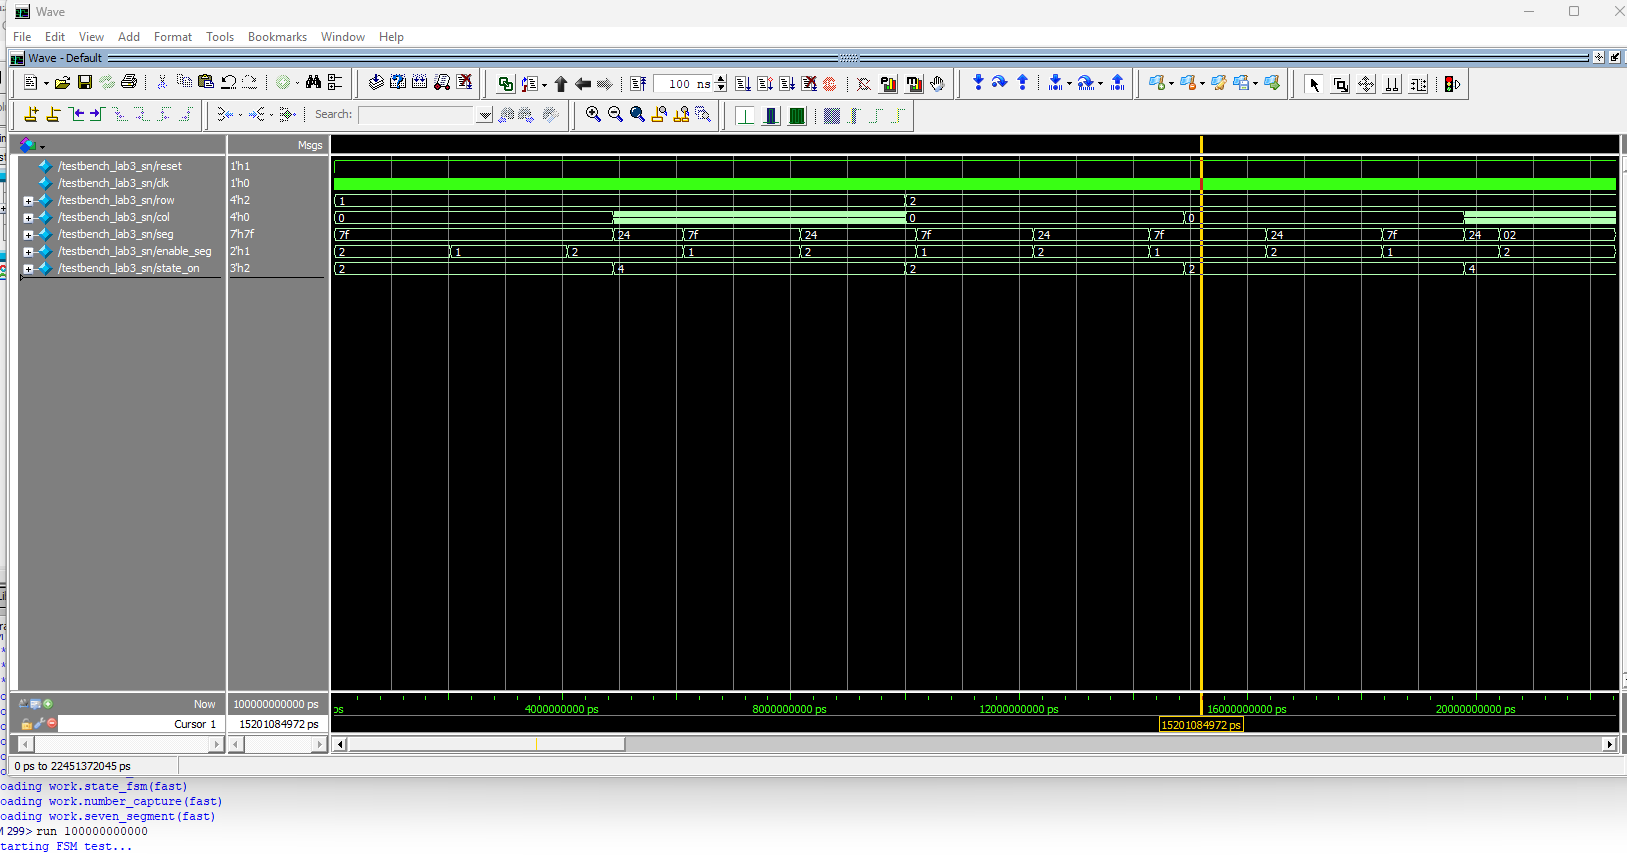 Wave
File Edit View Add Format Tools Bookmarks Window Help
Wave - Default
100 ns
Search:
Msgs
/testbench_lab3_sn/reset 1'h1
/testbench_lab3_sn/clk 1'h0
/testbench_lab3_sn/row 4'h2 1 2
/testbench_lab3_sn/col 4'h0 0 0 0
/testbench_lab3_sn/seg 7'h7f 7f 24 7f 24 7f 24 7f 24 7f 24 02
/testbench_lab3_sn/enable_seg 2'h1 2 1 2 1 2 1 2 1 2 1 2
/testbench_lab3_sn/state_on 3'h2 2 4 2 2 4
Now 100000000000 ps ps 4000000000 ps 8000000000 ps 12000000000 ps 16000000000 ps 20000000000 ps
Cursor 1 15201084972 ps 15201084972 ps
0 ps to 22451372045 ps
oading work.state_fsm(fast)
oading work.number_capture(fast)
oading work.seven_segment(fast)
299> run 100000000000
tarting FSM test...